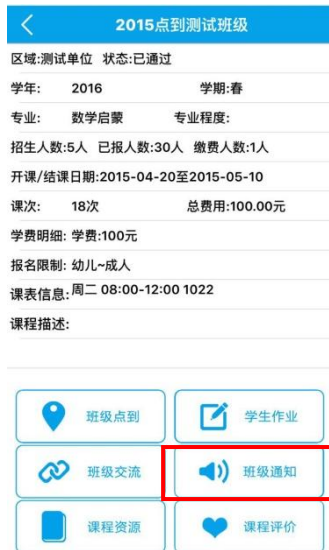 2015点到测试班级
区域:测试单位 状态:已通过
学年: 2016 学期:春
专业: 数学启蒙 专业程度:
招生人数:5人 已报人数:30人 缴费人数:1人
开课/结课日期:2015-04-20至2015-05-10
课次: 18次 总费用:100.00元
学费明细: 学费:100元
报名限制: 幼儿~成人
课表信息: 周二 08:00-12:00 1022
课程描述:
班级点到 学生作业
班级交流 班级通知
课程资源 课程评价